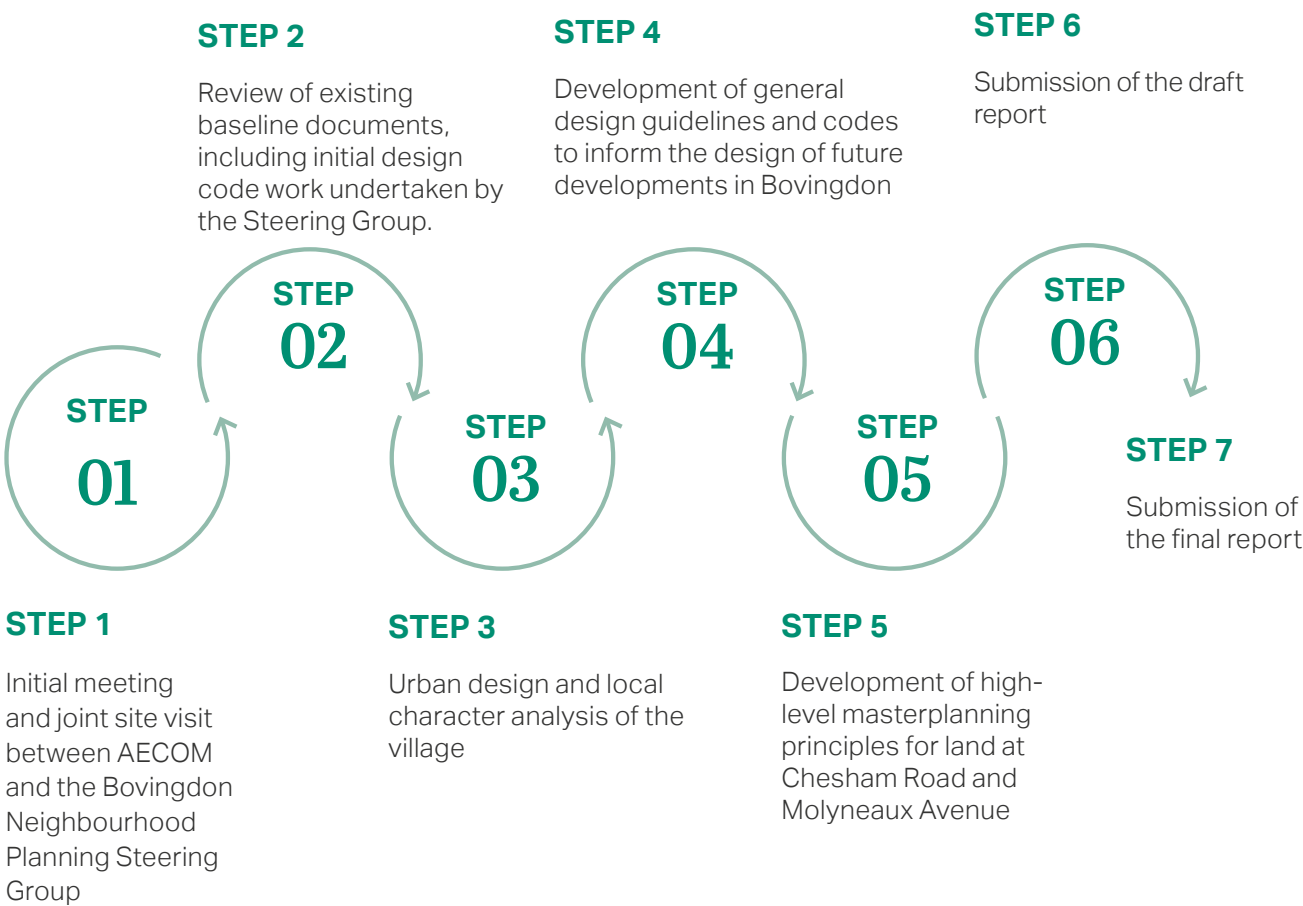 STEP 2
Review of existing
baseline documents,
including initial design
code work undertaken by
the Steering Group.
STEP 4
Development of general
design guidelines and codes
to inform the design of future
developments in Bovingdon
STEP 6
Submission of the draft
report
STEP
01
STEP
02
STEP
03
STEP
04
STEP
05
STEP
06
STEP 7
Submission of
the final report
STEP 1
Initial meeting
and joint site visit
between AECOM
and the Bovingdon
Neighbourhood
Planning Steering
Group
STEP 3
Urban design and local
character analysis of the
village
STEP 5
Development of high-
level masterplanning
principles for land at
Chesham Road and
Molyneaux Avenue